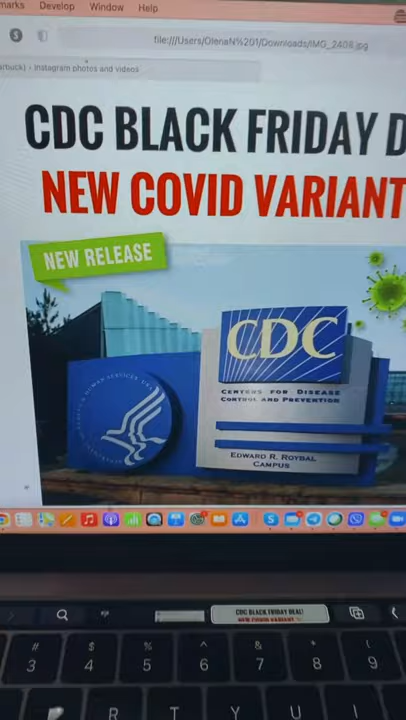 marks Develop Window Help
S
file:///Users/OlenaN%201/Downloads/IMG_2408.jpg
arbuck) • Instagram photos and videos
CDC BLACK FRIDAY D
NEW COVID VARIANT
NEW RELEASE
CDC
CENTERS FOR DISEASE
CONTROL AND PREVENTION
EDWARD R. ROYBAL
CAMPUS
CDC BLACK FRIDAY DEAL!
NEW COVID VARIANT
# $ % ^ & * (
3 4 5 6 7 8 9
R T Y U I